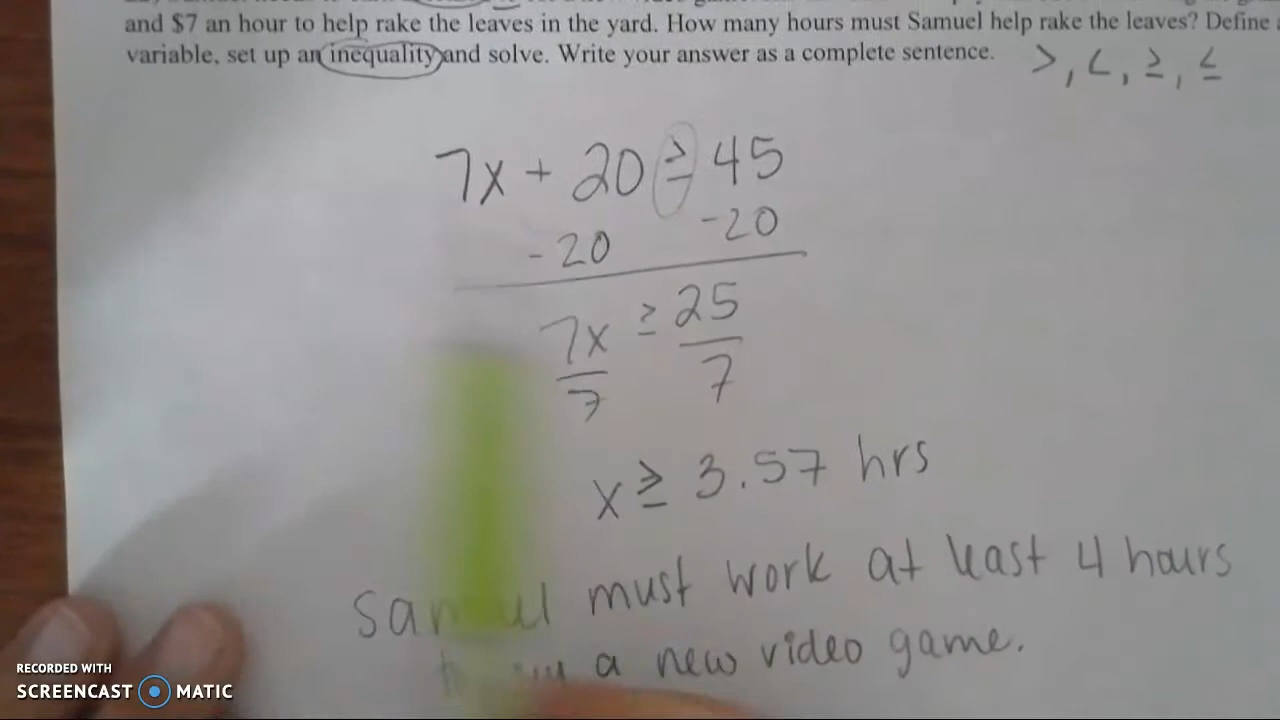 and $7 an hour to help rake the leaves in the yard. How many hours must Samuel help rake the leaves? Define
variable, set up an inequality and solve. Write your answer as a complete sentence. >, <, ≥, ≤
7x + 20 ≥ 45
-20 -20
7x ≥ 25
7 7
x ≥ 3.57 hrs
must work at least 4 hours
a new video game.
RECORDED WITH
SCREENCAST MATIC